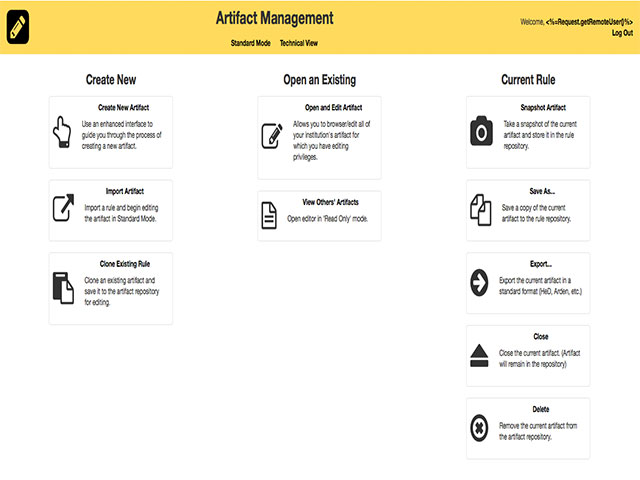 Artifact Management
Welcome, <%=Request.getRemoteUser()%>
Log Out
Standard Mode Technical View
Create New
Create New Artifact
Use an enhanced interface to
guide you through the process of
creating a new artifact.
Import Artifact
Import a rule and begin editing
the artifact in Standard Mode.
Clone Existing Rule
Clone an existing artifact and
save it to the artifact repository
for editing.
Open an Existing
Open and Edit Artifact
Allows you to browse/edit all of
your institution's artifact for
which you have editing
privileges.
View Others' Artifacts
Open editor in 'Read Only' mode.
Current Rule
Snapshot Artifact
Take a snapshot of the current
artifact and store it in the rule
repository.
Save As...
Save a copy of the current
artifact to the rule repository.
Export...
Export the current artifact in a
standard format (HeD, Arden, etc.)
Close
Close the current artifact. (Artifact
will remain in the repository)
Delete
Remove the current artifact from
the artifact repository.